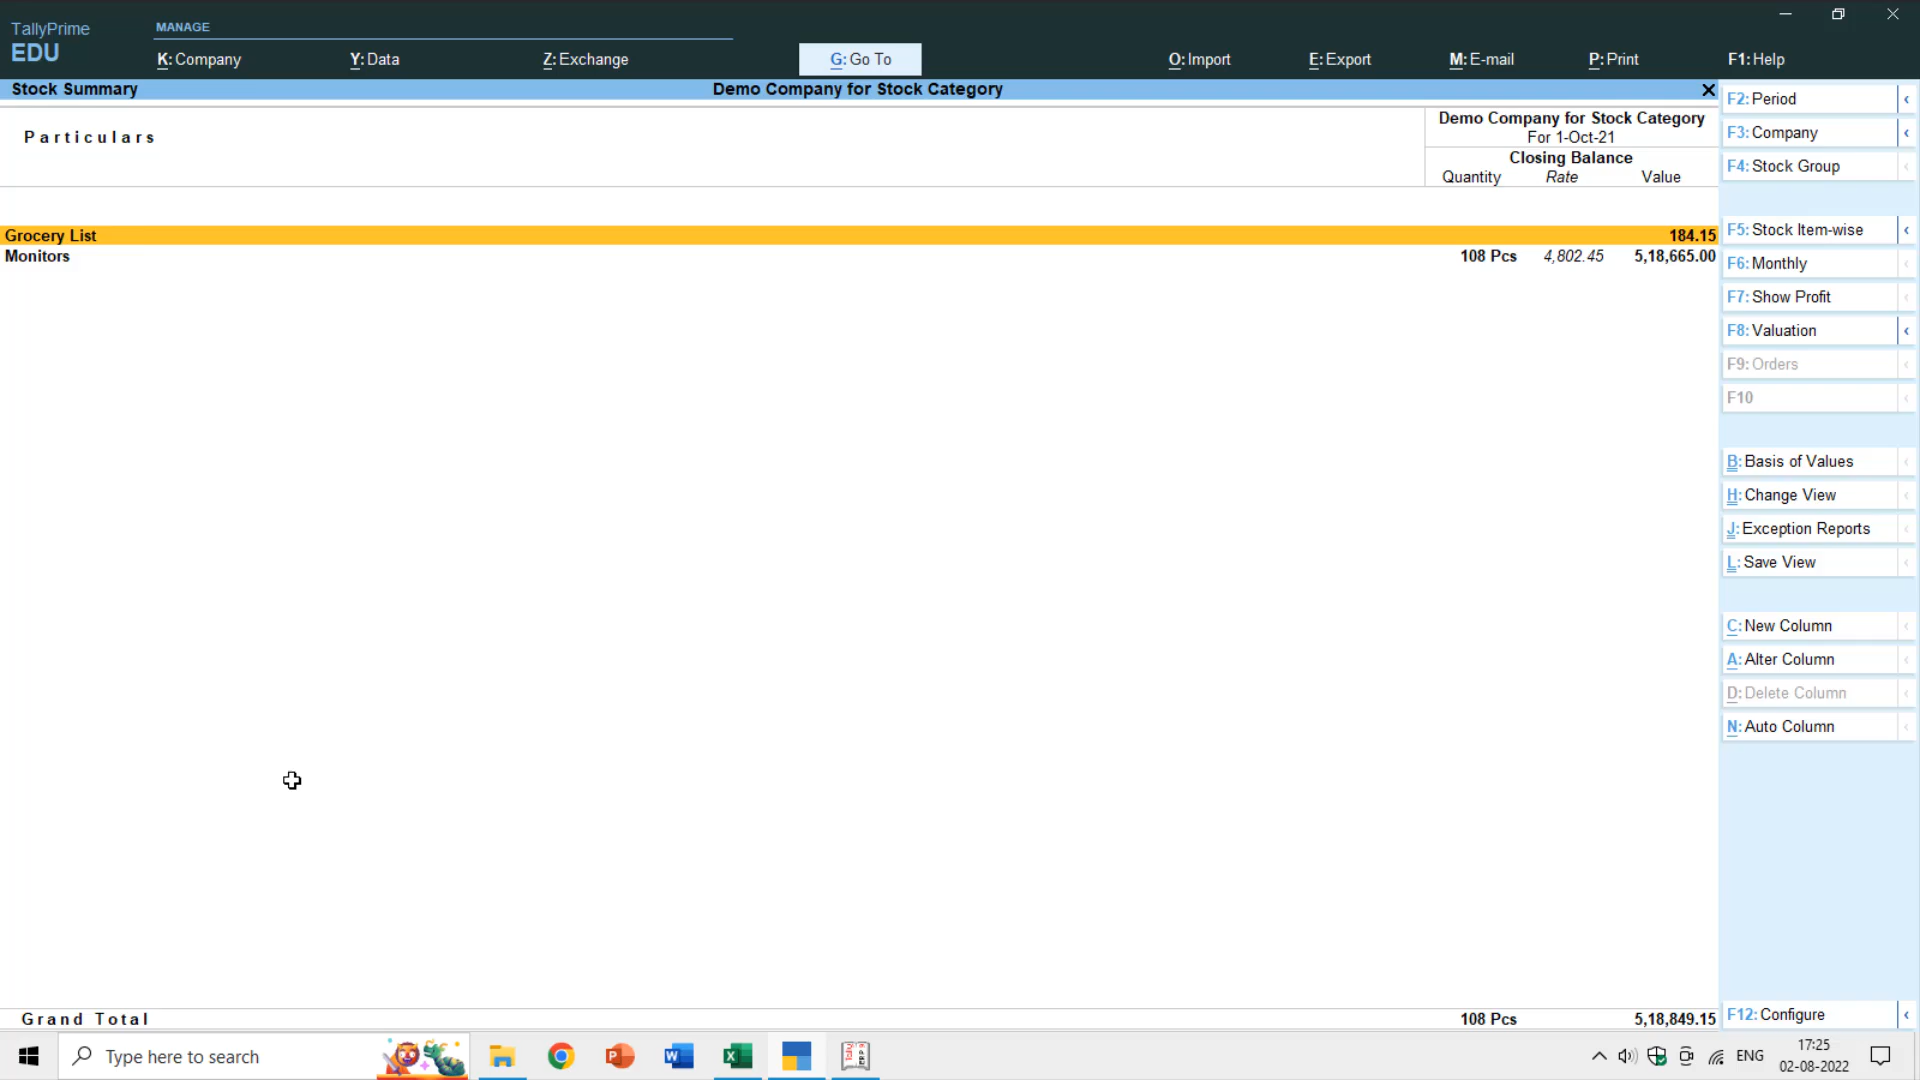 TallyPrime
EDU
MANAGE
K: Company
Y: Data
Z: Exchange
G: Go To
O: Import
E: Export
M: E-mail
P: Print
F1: Help
Stock Summary
Demo Company for Stock Category
Particulars
Demo Company for Stock Category
For 1-Oct-21
Closing Balance
Quantity Rate Value
Grocery List 184.15
Monitors 108 Pcs 4,802.45 5,18,665.00
Grand Total 108 Pcs 5,18,849.15
F2: Period
F3: Company
F4: Stock Group
F5: Stock Item-wise
F6: Monthly
F7: Show Profit
F8: Valuation
F9: Orders
F10
B: Basis of Values
H: Change View
J: Exception Reports
L: Save View
C: New Column
A: Alter Column
D: Delete Column
N: Auto Column
F12: Configure
Type here to search
ENG
17:25
02-08-2022